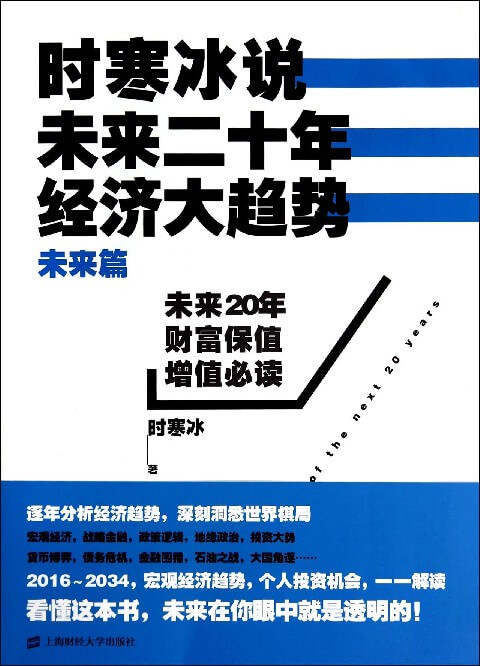 时寒冰说
未来二十年
经济大趋势
未来篇
未来20年
财富保值
增值必读
时寒冰
著
of the next 20 years
逐年分析经济趋势，深刻洞悉世界棋局
宏观经济，战略金融，政策逻辑，地缘政治，投资大势
货币博弈，债务危机，金融围猎，石油之战，大国角逐……
2016~2034，宏观经济趋势，个人投资机会，一一解读
看懂这本书，未来在你眼中就是透明的！
上海财经大学出版社